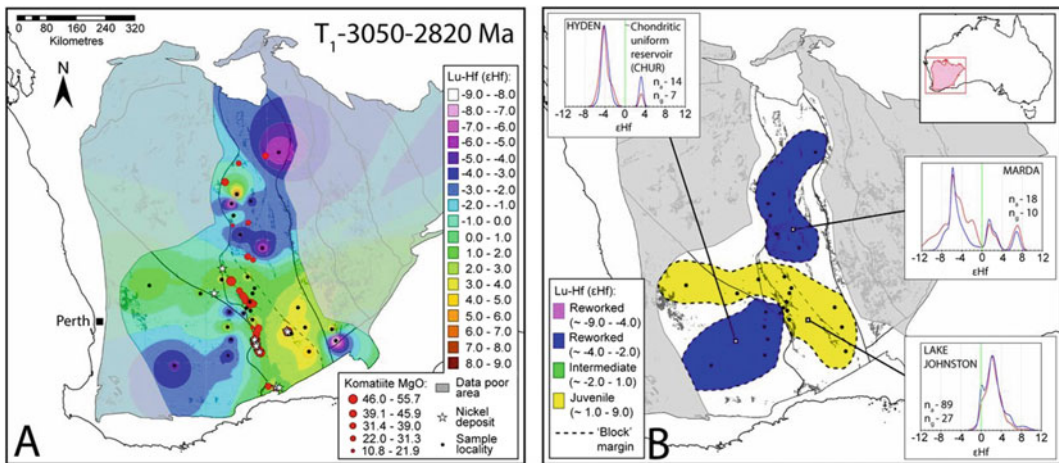 0 80 160 240 320
Kilometres
T1-3050-2820 Ma
N
Lu-Hf (εHf):
-9.0 - -8.0
-8.0 - -7.0
-7.0 - -6.0
-6.0 - -5.0
-5.0 - -4.0
-4.0 - -3.0
-3.0 - -2.0
-2.0 - -1.0
-1.0 - 0.0
0.0 - 1.0
1.0 - 2.0
2.0 - 3.0
3.0 - 4.0
4.0 - 5.0
5.0 - 6.0
6.0 - 7.0
7.0 - 8.0
8.0 - 9.0
Perth
Komatiite MgO:
46.0 - 55.7
39.1 - 45.9
31.4 - 39.0
22.0 - 31.3
10.8 - 21.9
Data poor
area
Nickel
deposit
Sample
locality
A
HYDEN
Chondritic
uniform
reservoir
(CHUR)
ng - 14
ng - 7
-12 -8 -4 0 4 8 12
εHf
MARDA
na - 18
ng - 10
-12 -8 -4 0 4 8 12
εHf
LAKE
JOHNSTON
na - 89
ng - 27
-12 -8 -4 0 4 8 12
εHf
Lu-Hf (εHf):
Reworked
(~ -9.0 - -4.0)
Reworked
(~ -4.0 - -2.0)
Intermediate
(~ -2.0 - 1.0)
Juvenile
(~ 1.0 - 9.0)
'Block'
margin
B